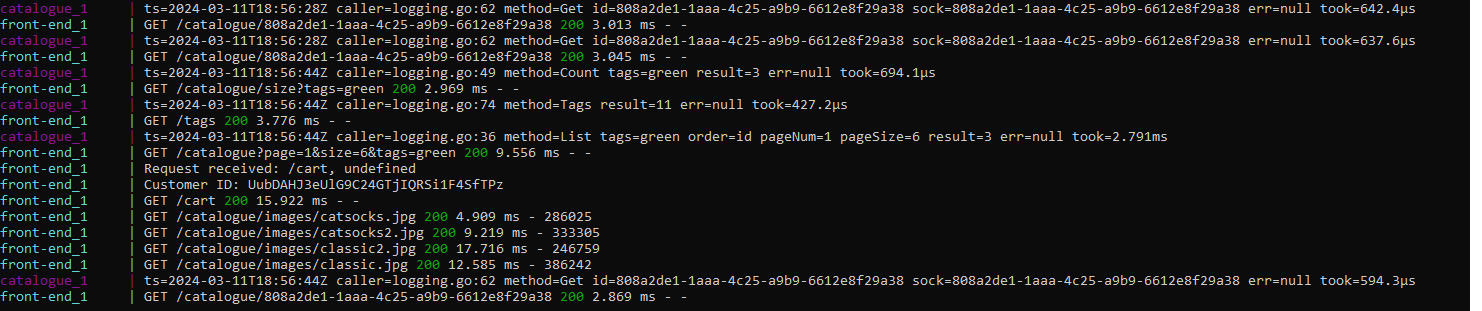 catalogue_1 | ts=2024-03-11T18:56:28Z caller=logging.go:62 method=Get id=808a2de1-1aaa-4c25-a9b9-6612e8f29a38 sock=808a2de1-1aaa-4c25-a9b9-6612e8f29a38 err=null took=642.4µs
front-end_1 | GET /catalogue/808a2de1-1aaa-4c25-a9b9-6612e8f29a38 200 3.013 ms - -
catalogue_1 | ts=2024-03-11T18:56:28Z caller=logging.go:62 method=Get id=808a2de1-1aaa-4c25-a9b9-6612e8f29a38 sock=808a2de1-1aaa-4c25-a9b9-6612e8f29a38 err=null took=637.6µs
front-end_1 | GET /catalogue/808a2de1-1aaa-4c25-a9b9-6612e8f29a38 200 3.045 ms - -
catalogue_1 | ts=2024-03-11T18:56:44Z caller=logging.go:49 method=Count tags=green result=3 err=null took=694.1µs
front-end_1 | GET /catalogue/size?tags=green 200 2.969 ms - -
catalogue_1 | ts=2024-03-11T18:56:44Z caller=logging.go:74 method=Tags result=11 err=null took=427.2µs
front-end_1 | GET /tags 200 3.776 ms - -
catalogue_1 | ts=2024-03-11T18:56:44Z caller=logging.go:36 method=List tags=green order=id pageNum=1 pageSize=6 result=3 err=null took=2.791ms
front-end_1 | GET /catalogue?page=1&size=6&tags=green 200 9.556 ms - -
front-end_1 | Request received: /cart, undefined
front-end_1 | Customer ID: UubDAHJ3eUlG9C24GTjIQRSi1F4SfTPz
front-end_1 | GET /cart 200 15.922 ms - -
front-end_1 | GET /catalogue/images/catsocks.jpg 200 4.909 ms - 286025
front-end_1 | GET /catalogue/images/catsocks2.jpg 200 9.219 ms - 333305
front-end_1 | GET /catalogue/images/classic2.jpg 200 17.716 ms - 246759
front-end_1 | GET /catalogue/images/classic.jpg 200 12.585 ms - 386242
catalogue_1 | ts=2024-03-11T18:56:44Z caller=logging.go:62 method=Get id=808a2de1-1aaa-4c25-a9b9-6612e8f29a38 sock=808a2de1-1aaa-4c25-a9b9-6612e8f29a38 err=null took=594.3µs
front-end_1 | GET /catalogue/808a2de1-1aaa-4c25-a9b9-6612e8f29a38 200 2.869 ms - -